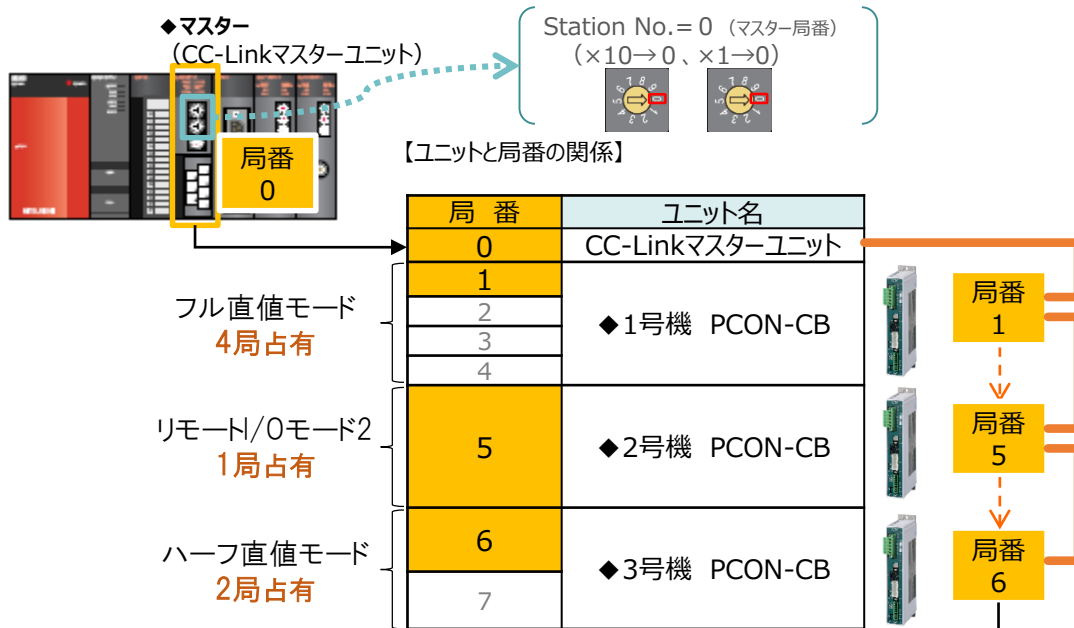 ◆マスター
（CC-Linkマスターユニット）
Station No.＝0 （マスター局番）
（×10→0 、×1→0）
局番
0
【ユニットと局番の関係】
局 番
ユニット名
0
CC-Linkマスターユニット
フル直値モード
4局占有
1
2
3
4
◆1号機 PCON-CB
局番
1
リモートI/Oモード2
1局占有
5
◆2号機 PCON-CB
局番
5
ハーフ直値モード
2局占有
6
7
◆3号機 PCON-CB
局番
6